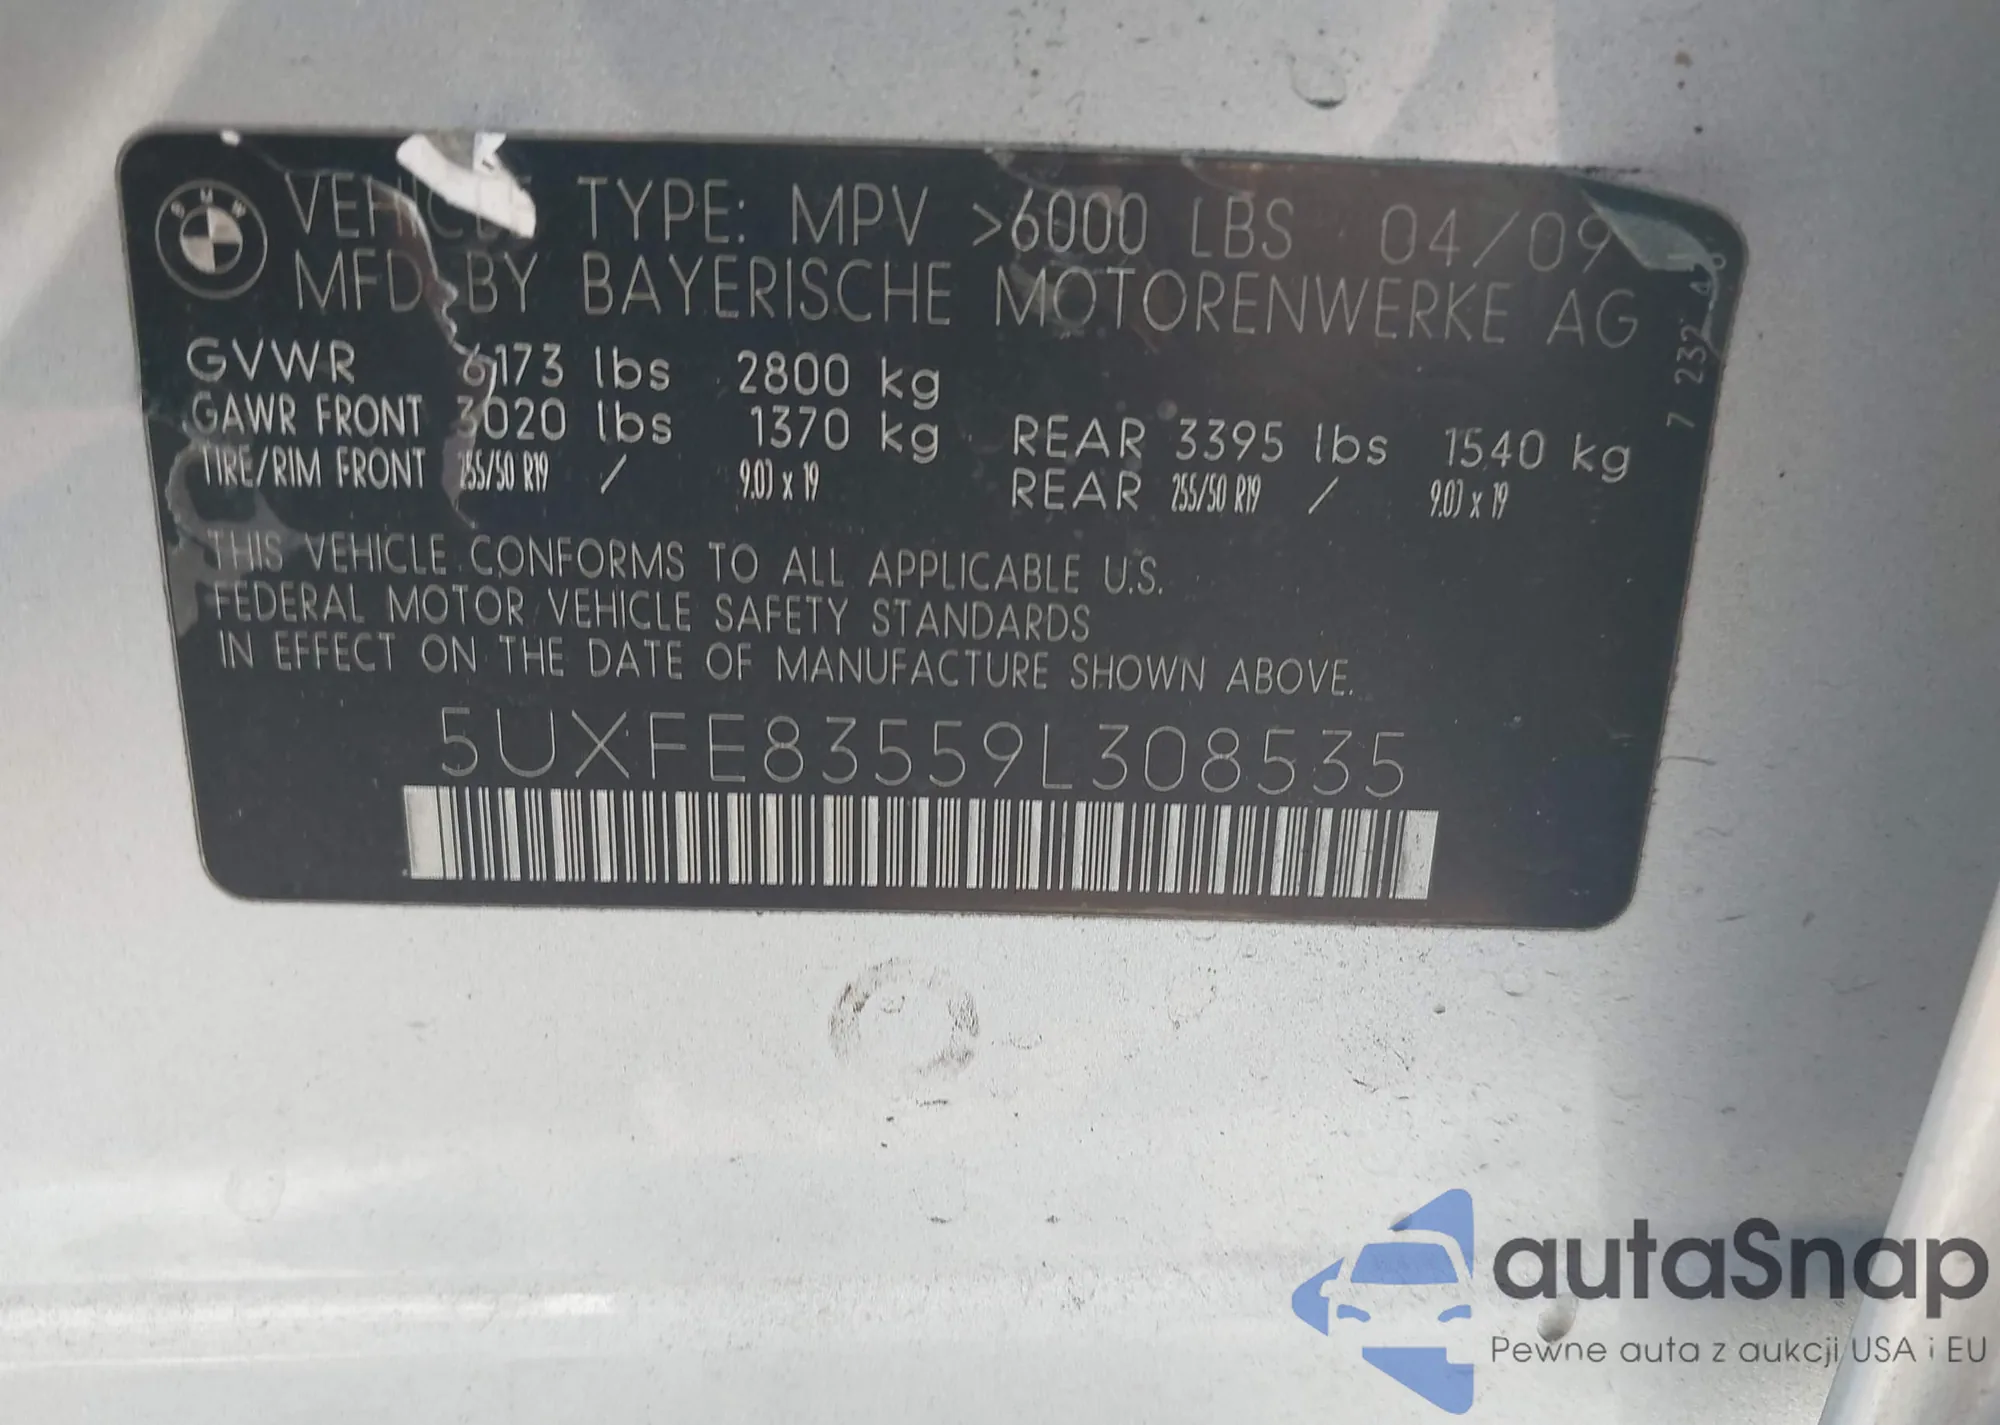 BMW
VEHICLE TYPE: MPV >6000 LBS 04/09
MFD BY BAYERISCHE MOTORENWERKE AG
GVWR 6173 lbs 2800 kg
GAWR FRONT 3020 lbs 1370 kg REAR 3395 lbs 1540 kg
TIRE/RIM FRONT 255/50 R19 / 9.0J x 19 REAR 255/50 R19 / 9.0J x 19
THIS VEHICLE CONFORMS TO ALL APPLICABLE U.S.
FEDERAL MOTOR VEHICLE SAFETY STANDARDS
IN EFFECT ON THE DATE OF MANUFACTURE SHOWN ABOVE.
5UXFE83559L308535
7 232
autaSnap
Pewne auta z aukcji USA i EU